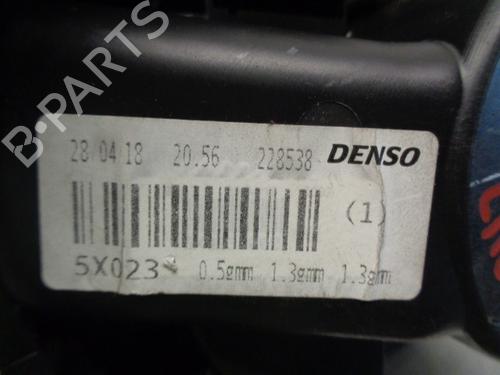 B-PARTS
28 04 18 20.56 228538 DENSO
(1)
5X023 0.5gmm 1.3gmm 1.3gmm